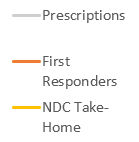 Prescriptions
First
Responders
NDC Take-
Home